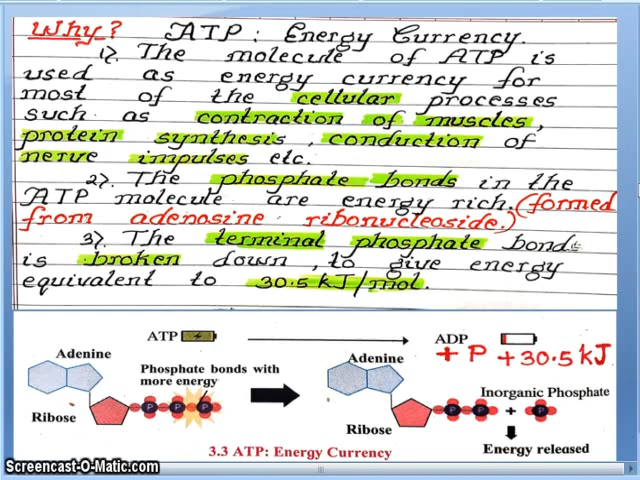 Why? ATP: Energy Currency.
1). The molecule of ATP is
used as energy currency for
most of the cellular processes
such as contraction of muscles,
protein synthesis, conduction of
nerve impulses etc.
2). The phosphate bonds in the
ATP molecule are energy rich. (formed
from adenosine ribonucleoside.)
3). The terminal phosphate bond
is broken down, to give energy
equivalent to 30.5 kJ/mol.
ATP
ADP
+ P + 30.5 kJ
Adenine
Phosphate bonds with
more energy
Adenine
Inorganic Phosphate
Ribose
P P P
P P + P
Ribose
Energy released
3.3 ATP: Energy Currency
Screencast-O-Matic.com